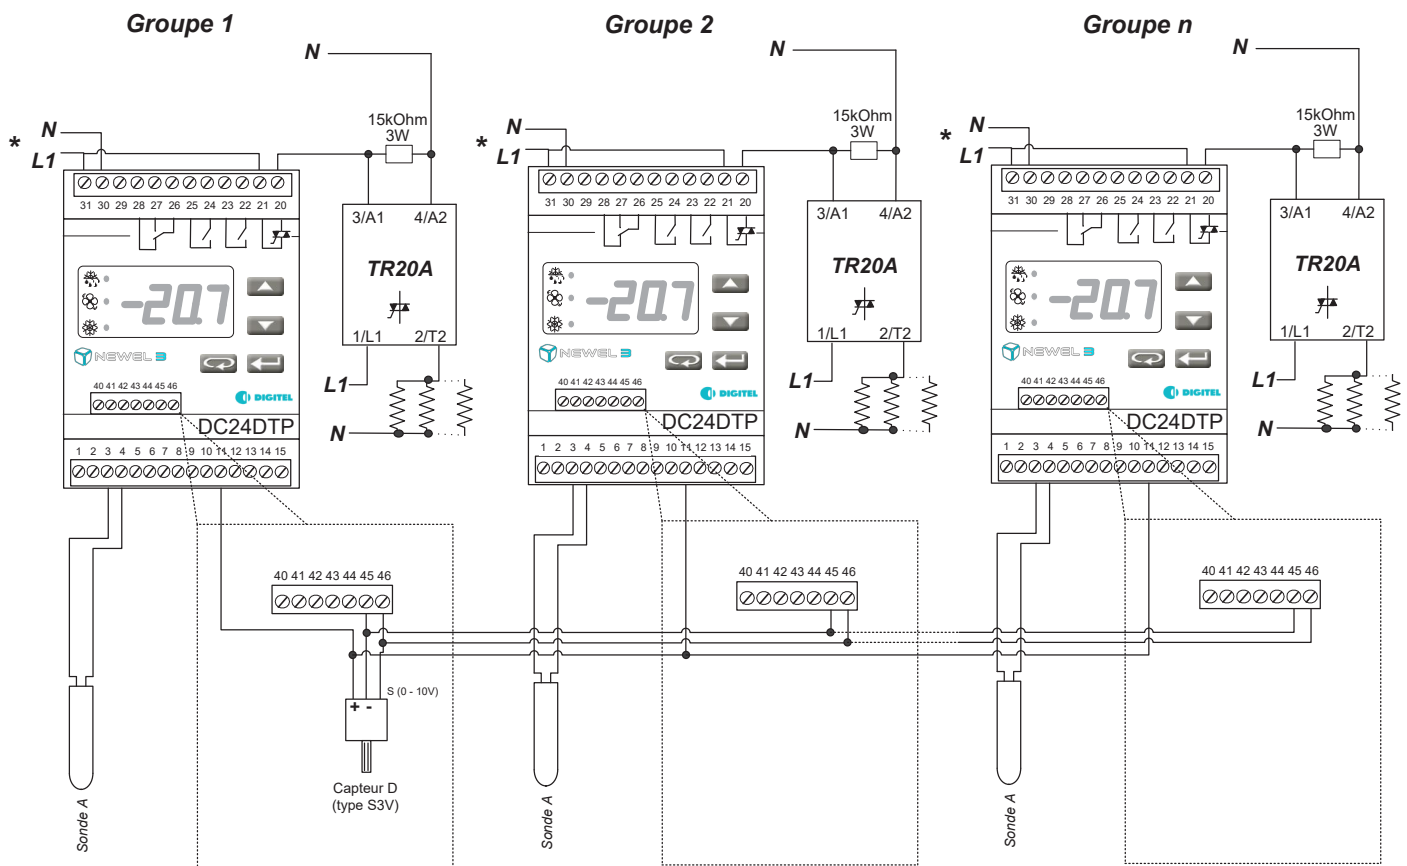 Groupe 1
N
15kOhm
3W
*
N
L1
31 30 29 28 27 26 25 24 23 22 21 20
3/A1 4/A2
TR20A
1/L1 2/T2
L1
N
-20.7
NEWEL 3
40 41 42 43 44 45 46
DIGITEL
DC24DTP
1 2 3 4 5 6 7 8 9 10 11 12 13 14 15
40 41 42 43 44 45 46
S (0 - 10V)
+ -
Capteur D
(type S3V)
Sonde A
Groupe 2
N
15kOhm
3W
*
N
L1
31 30 29 28 27 26 25 24 23 22 21 20
3/A1 4/A2
TR20A
1/L1 2/T2
L1
N
-20.7
NEWEL 3
40 41 42 43 44 45 46
DIGITEL
DC24DTP
1 2 3 4 5 6 7 8 9 10 11 12 13 14 15
40 41 42 43 44 45 46
Sonde A
Groupe n
N
15kOhm
3W
*
N
L1
31 30 29 28 27 26 25 24 23 22 21 20
3/A1 4/A2
TR20A
1/L1 2/T2
L1
N
-20.7
NEWEL 3
40 41 42 43 44 45 46
DIGITEL
DC24DTP
1 2 3 4 5 6 7 8 9 10 11 12 13 14 15
40 41 42 43 44 45 46
Sonde A